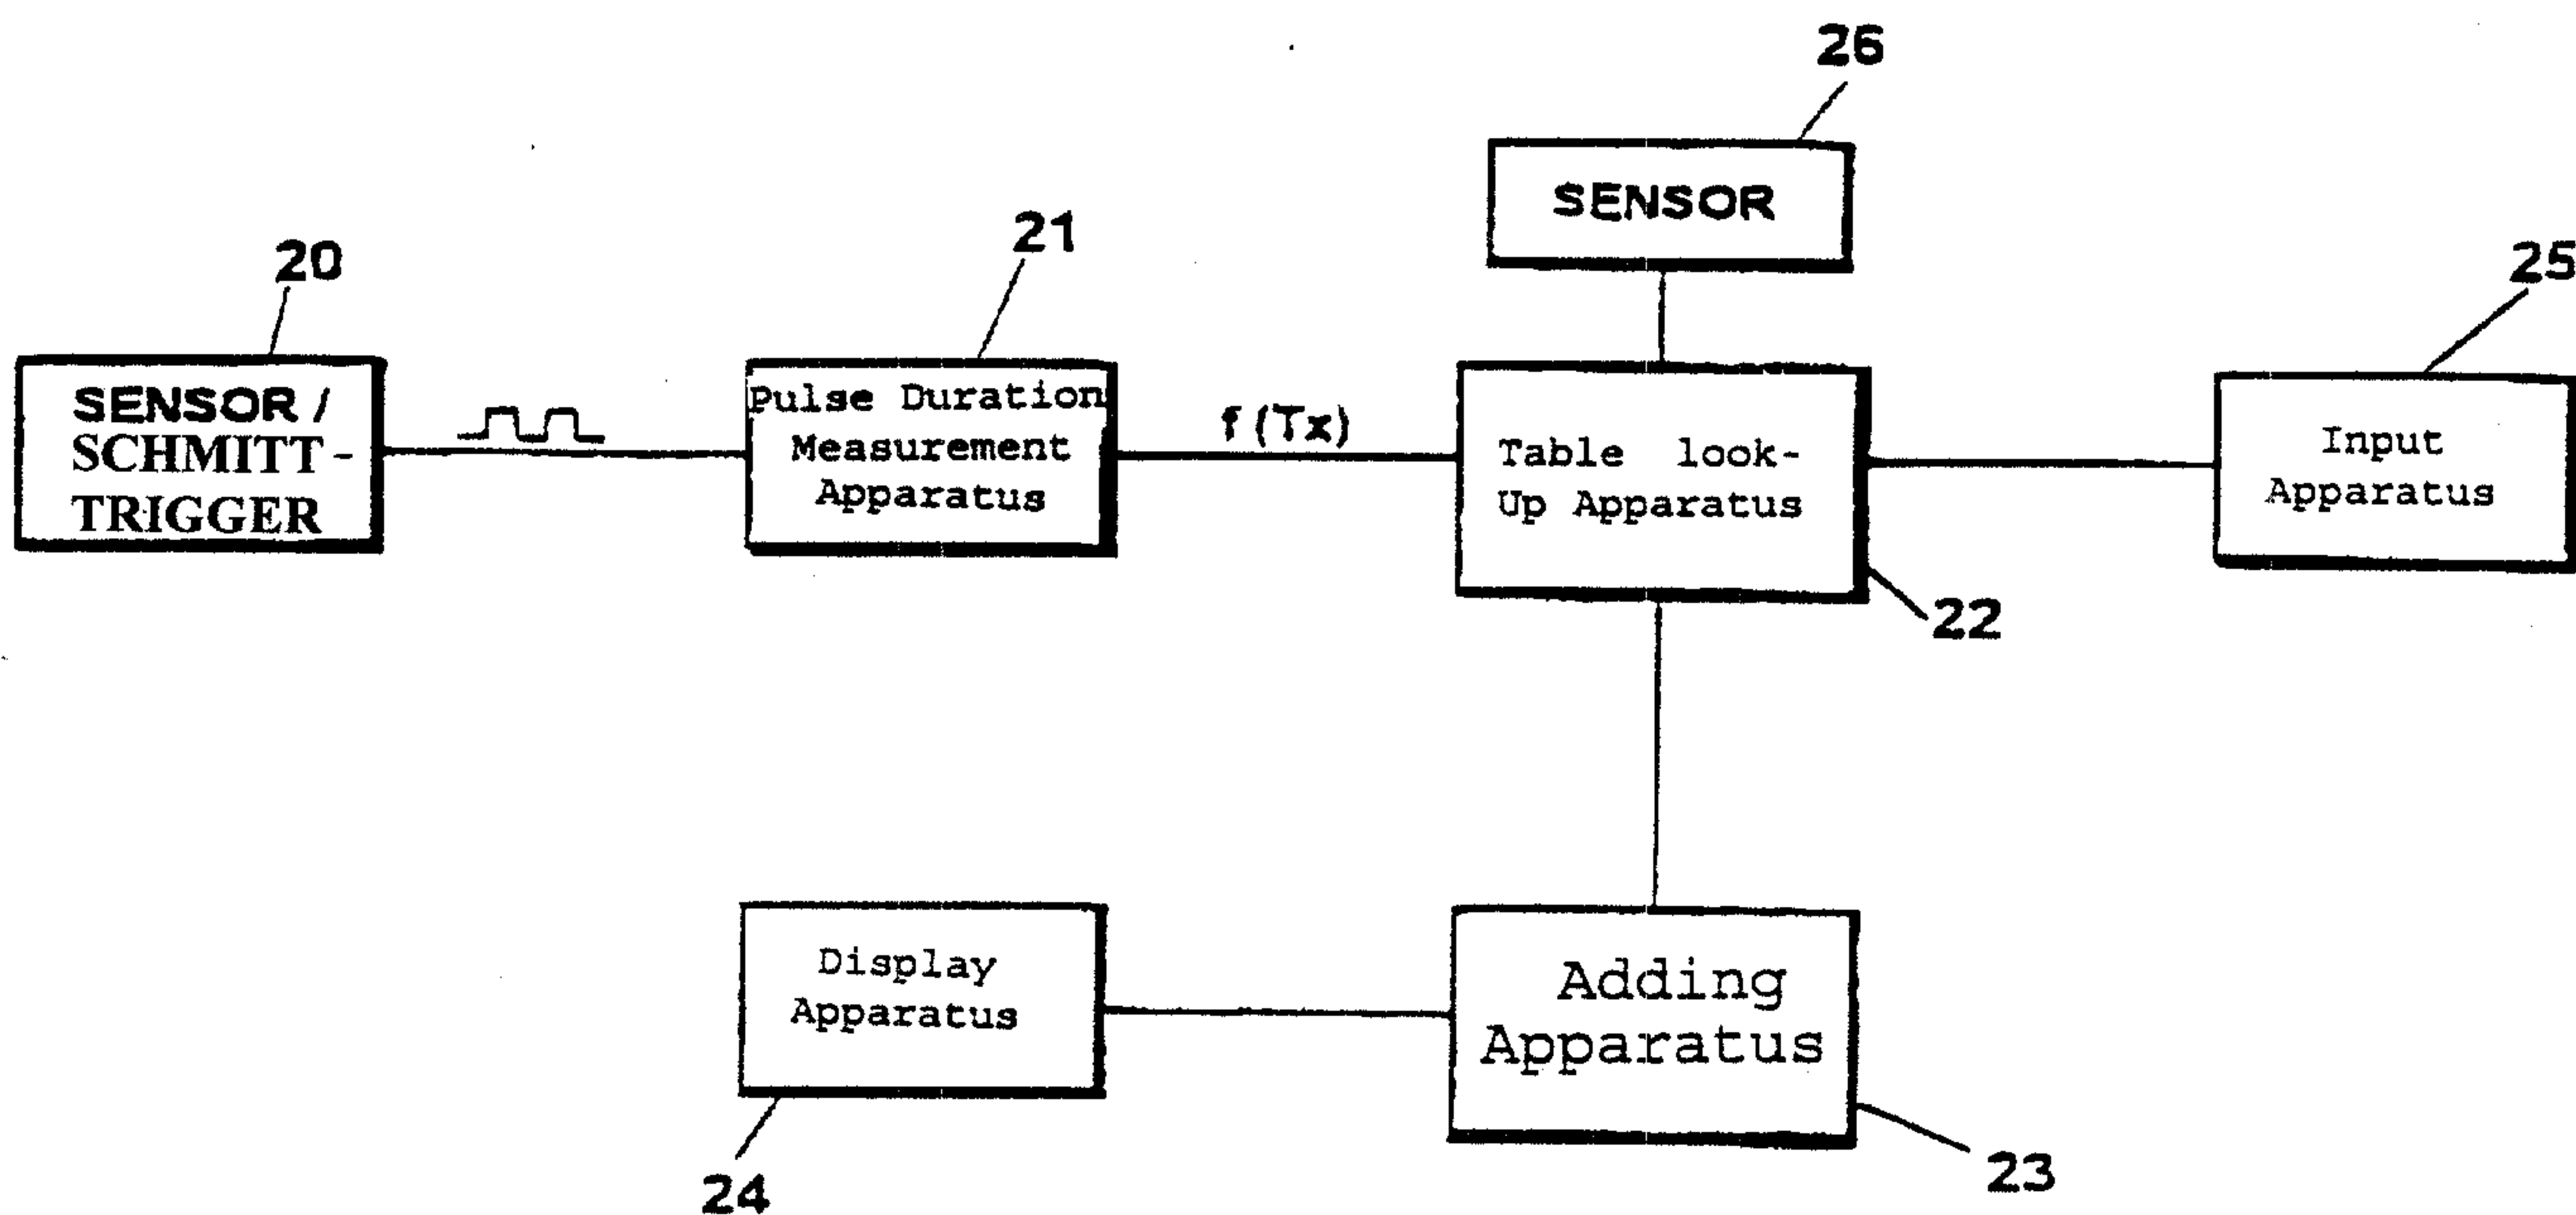 26
SENSOR
20
21
25
SENSOR /
SCHMITT-
TRIGGER
Pulse Duration
Measurement
Apparatus
f(Tx)
Table look-
Up Apparatus
Input
Apparatus
22
Display
Apparatus
Adding
Apparatus
24
23